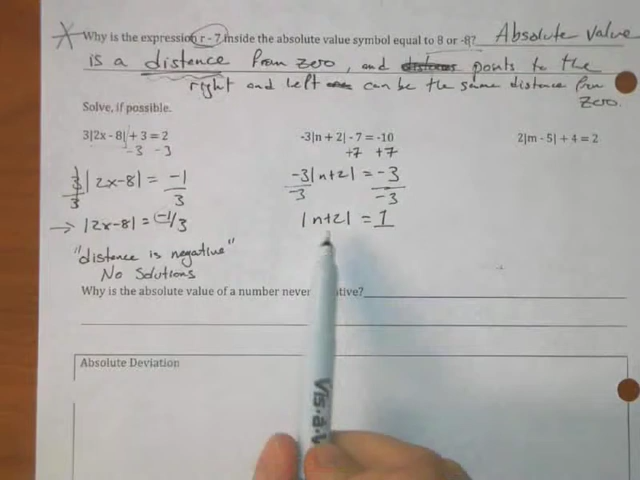 Why is the expression r - 7 inside the absolute value symbol equal to 8 or -8? Absolute value
is a distance from zero, and points to the
right and left can be the same distance from
zero.
Solve, if possible.
3|2x - 8| + 3 = 2 -3|n + 2| - 7 = -10 2|m - 5| + 4 = 2
-3 -3 +7 +7
3|2x-8| = -1 -3|n+2| = -3
3 3 -3 -3
→ |2x-8| = -1/3 |n+2| = 1
"distance is negative"
No Solutions
Why is the absolute value of a number never
Absolute Deviation
Vis.à.V